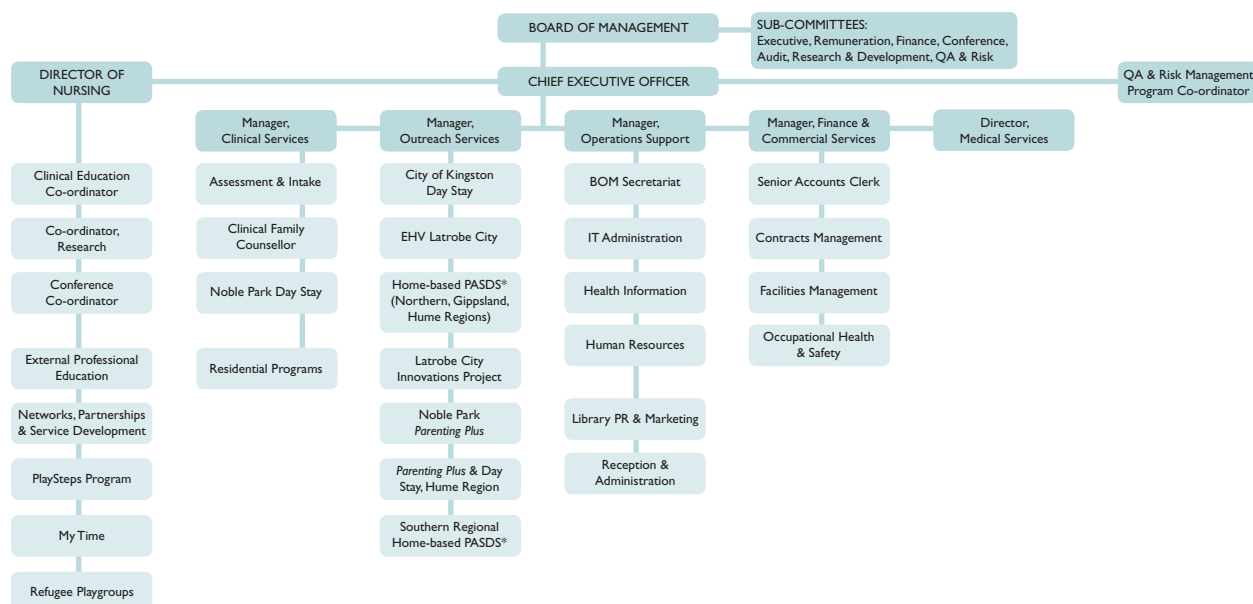 BOARD OF MANAGEMENT
SUB-COMMITTEES:
Executive, Remuneration, Finance, Conference,
Audit, Research & Development, QA & Risk
DIRECTOR OF
NURSING
CHIEF EXECUTIVE OFFICER
QA & Risk Management
Program Co-ordinator
Manager,
Clinical Services
Manager,
Outreach Services
Manager,
Operations Support
Manager, Finance &
Commercial Services
Director,
Medical Services
Clinical Education
Co-ordinator
Co-ordinator,
Research
Conference
Co-ordinator
External Professional
Education
Networks, Partnerships
& Service Development
PlaySteps Program
My Time
Refugee Playgroups
Assessment & Intake
Clinical Family
Counsellor
Noble Park Day Stay
Residential Programs
City of Kingston
Day Stay
EHV Latrobe City
Home-based PASDS*
(Northern, Gippsland,
Hume Regions)
Latrobe City
Innovations Project
Noble Park
Parenting Plus
Parenting Plus & Day
Stay, Hume Region
Southern Regional
Home-based PASDS*
BOM Secretariat
IT Administration
Health Information
Human Resources
Library PR & Marketing
Reception &
Administration
Senior Accounts Clerk
Contracts Management
Facilities Management
Occupational Health
& Safety